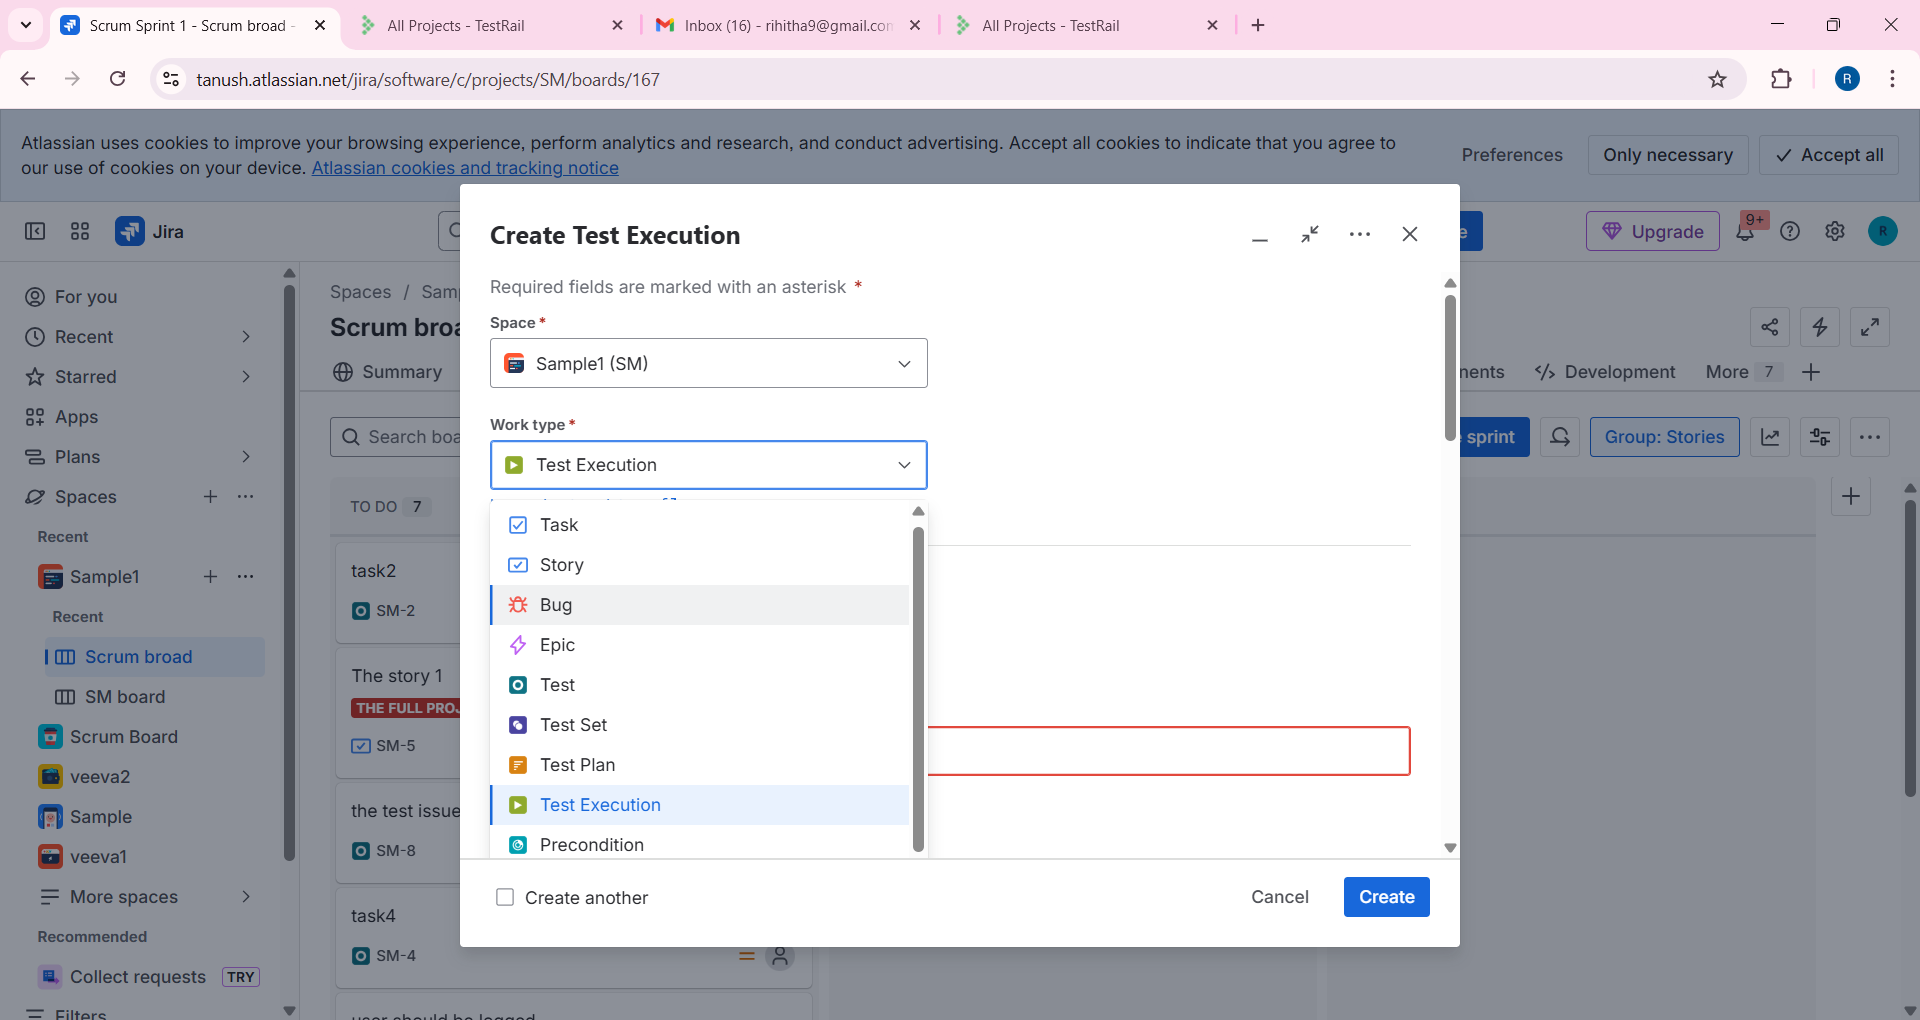 Scrum Sprint 1 - Scrum broad -
All Projects - TestRail
Inbox (16) - rihitha9@gmail.com
All Projects - TestRail
tanush.atlassian.net/jira/software/c/projects/SM/boards/167
R
Atlassian uses cookies to improve your browsing experience, perform analytics and research, and conduct advertising. Accept all cookies to indicate that you agree to
our use of cookies on your device. Atlassian cookies and tracking notice
Preferences
Only necessary
Accept all
Jira
Upgrade
9+
R
For you
Recent
Starred
Apps
Plans
Spaces
Recent
Sample1
Recent
Scrum broad
SM board
Scrum Board
veeva2
Sample
veeva1
More spaces
Recommended
Collect requests TRY
Filters
Spaces /
Summary
Development
More 7
sprint
Group: Stories
TO DO 7
task2
SM-2
The story 1
THE FULL
SM-5
the test issue
SM-8
task4
SM-4
user should be logged
Create Test Execution
Required fields are marked with an asterisk *
Space *
Sample1 (SM)
Work type *
Test Execution
Task
Story
Bug
Epic
Test
Test Set
Test Plan
Test Execution
Precondition
Create another
Cancel
Create